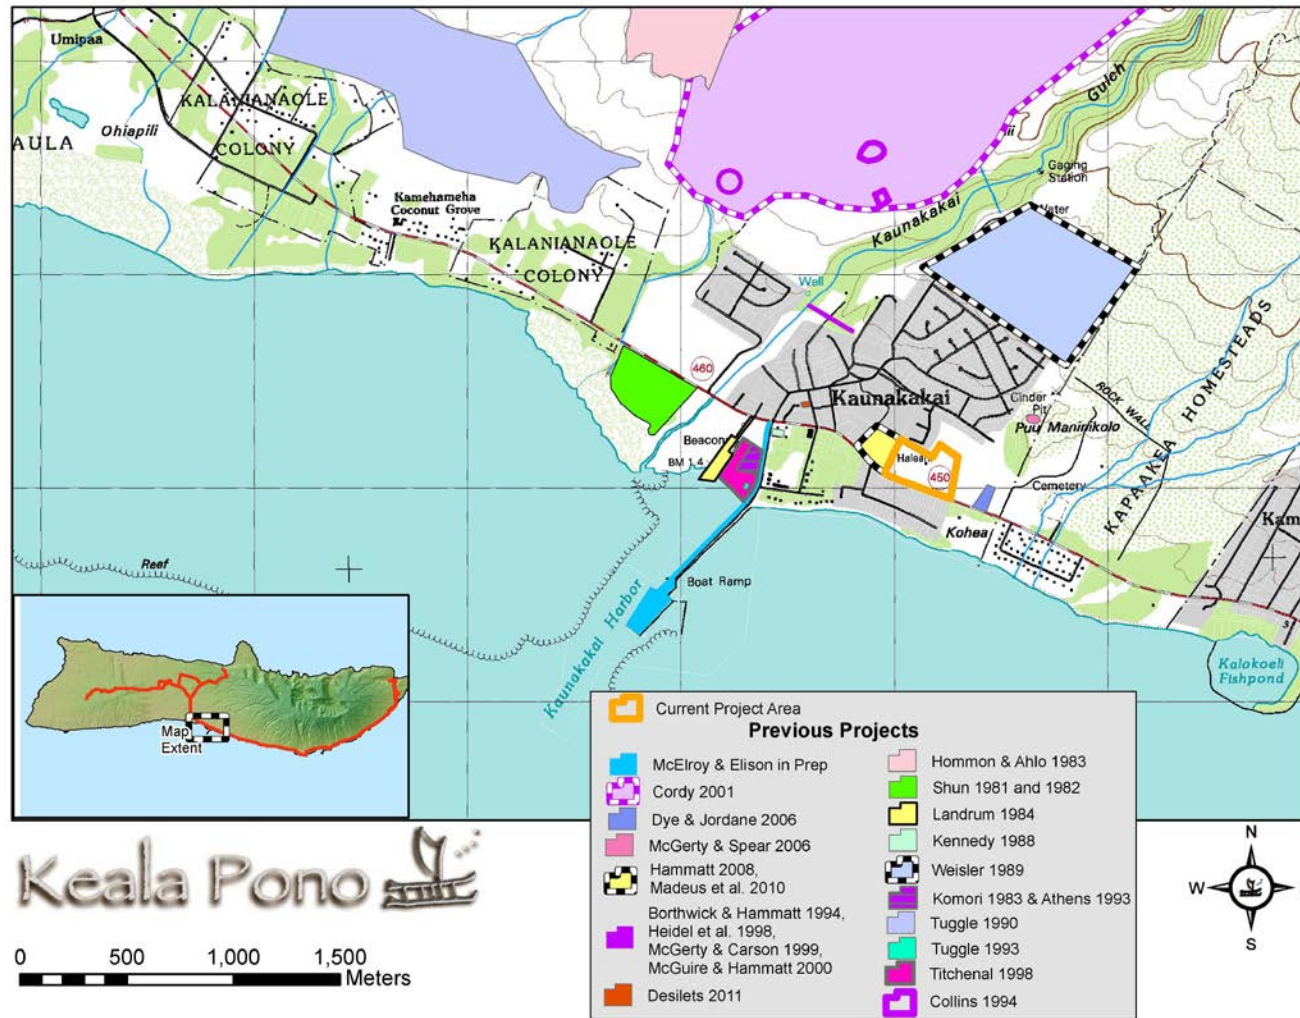 Umipaa
KALANIANAOLE
COLONY
Ohiapili
AULA
Kamehameha
Coconut Grove
KALANIANAOLE
COLONY
Gulch
Gaging
Station
Kaunakakai
Well
460
Kaunakakai
Cinder
Pit
Puu Maninikolo
ROCK WALL
KAPAAKEA HOMESTEADS
Beacon
BM 1.4
450
Cemetery
Kohea
Kam
Reef
Boat Ramp
Kaunakakai Harbor
Kalokoeli
Fishpond
Map
Extent
Current Project Area
Previous Projects
McElroy & Elison in Prep
Cordy 2001
Dye & Jordane 2006
McGerty & Spear 2006
Hammatt 2008,
Madeus et al. 2010
Borthwick & Hammatt 1994,
Heidel et al. 1998,
McGerty & Carson 1999,
McGuire & Hammatt 2000
Desilets 2011
Hommon & Ahlo 1983
Shun 1981 and 1982
Landrum 1984
Kennedy 1988
Weisler 1989
Komori 1983 & Athens 1993
Tuggle 1990
Tuggle 1993
Titchenal 1998
Collins 1994
Keala Pono
0 500 1,000 1,500
Meters
N
W E
S